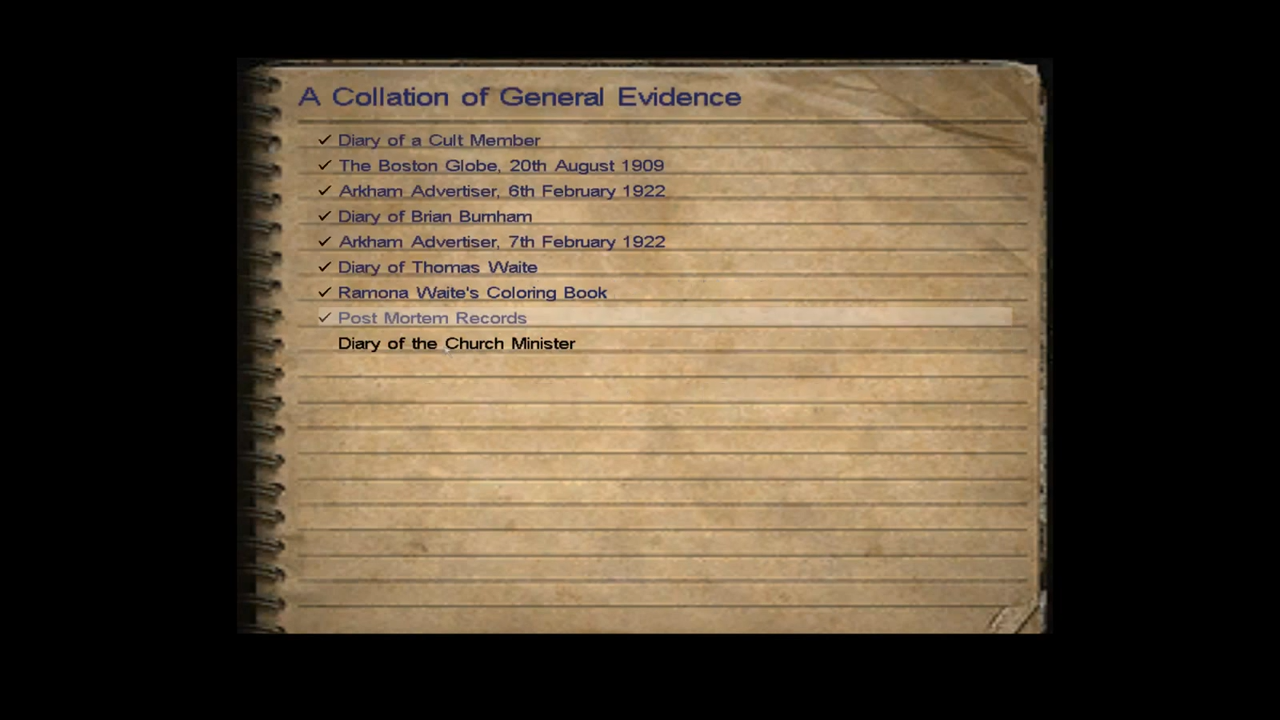 A Collation of General Evidence
✓ Diary of a Cult Member
✓ The Boston Globe, 20th August 1909
✓ Arkham Advertiser, 6th February 1922
✓ Diary of Brian Burnham
✓ Arkham Advertiser, 7th February 1922
✓ Diary of Thomas Waite
✓ Ramona Waite's Coloring Book
✓ Post Mortem Records
Diary of the Church Minister